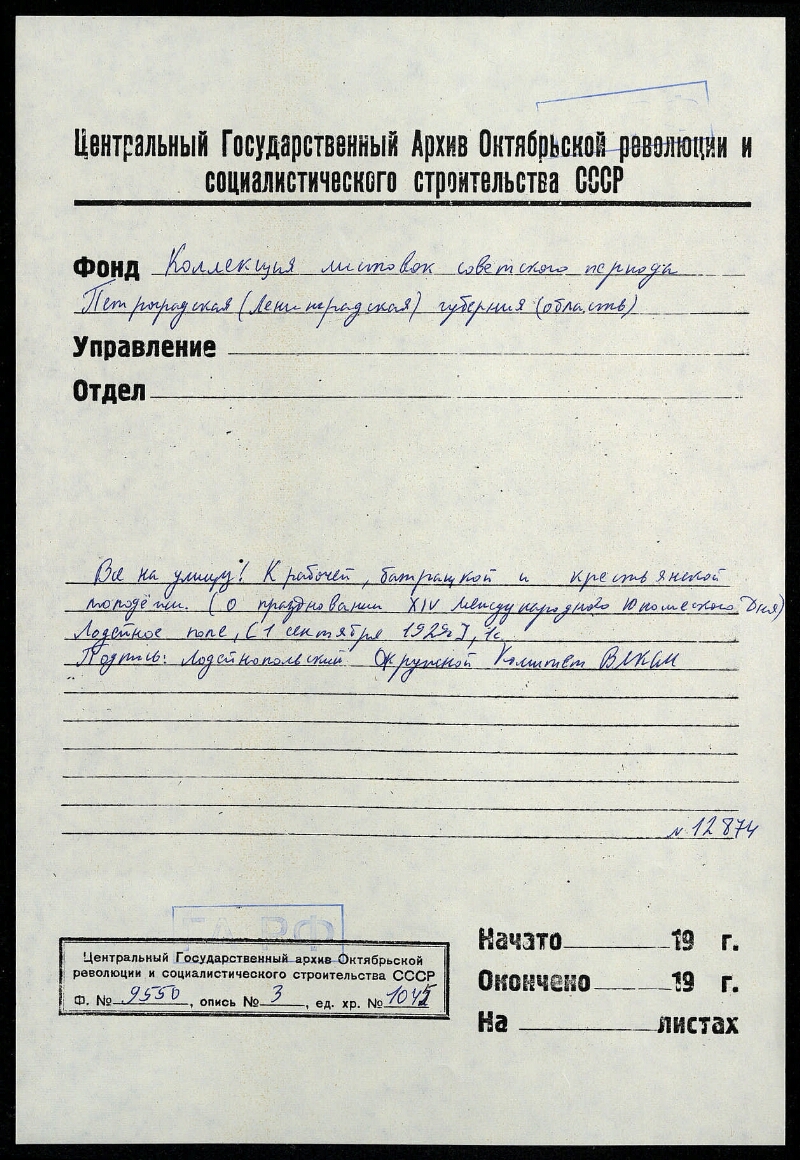 Центральный Государственный Архив Октябрьской революции и
социалистического строительства СССР
Фонд Коллекция листовок советского периода
Петроградская (Ленинградская) губерния (область)
Управление
Отдел
Все на улицу! К рабочей, батрацкой и крестьянской
молодёжи. (О праздновании XIV международного Юношеского Дня)
Лодейное поле, [1 сентября 1928], 1с.
Подпись: Лодейнопольский Окружной Комитет ВЛКСМ
№ 12874
ГА РФ
Центральный Государственный архив Октябрьской
революции и социалистического строительства СССР
Ф. № 9550, опись № 3, ед. хр. № 1045
Начато 19 г.
Окончено 19 г.
На листах